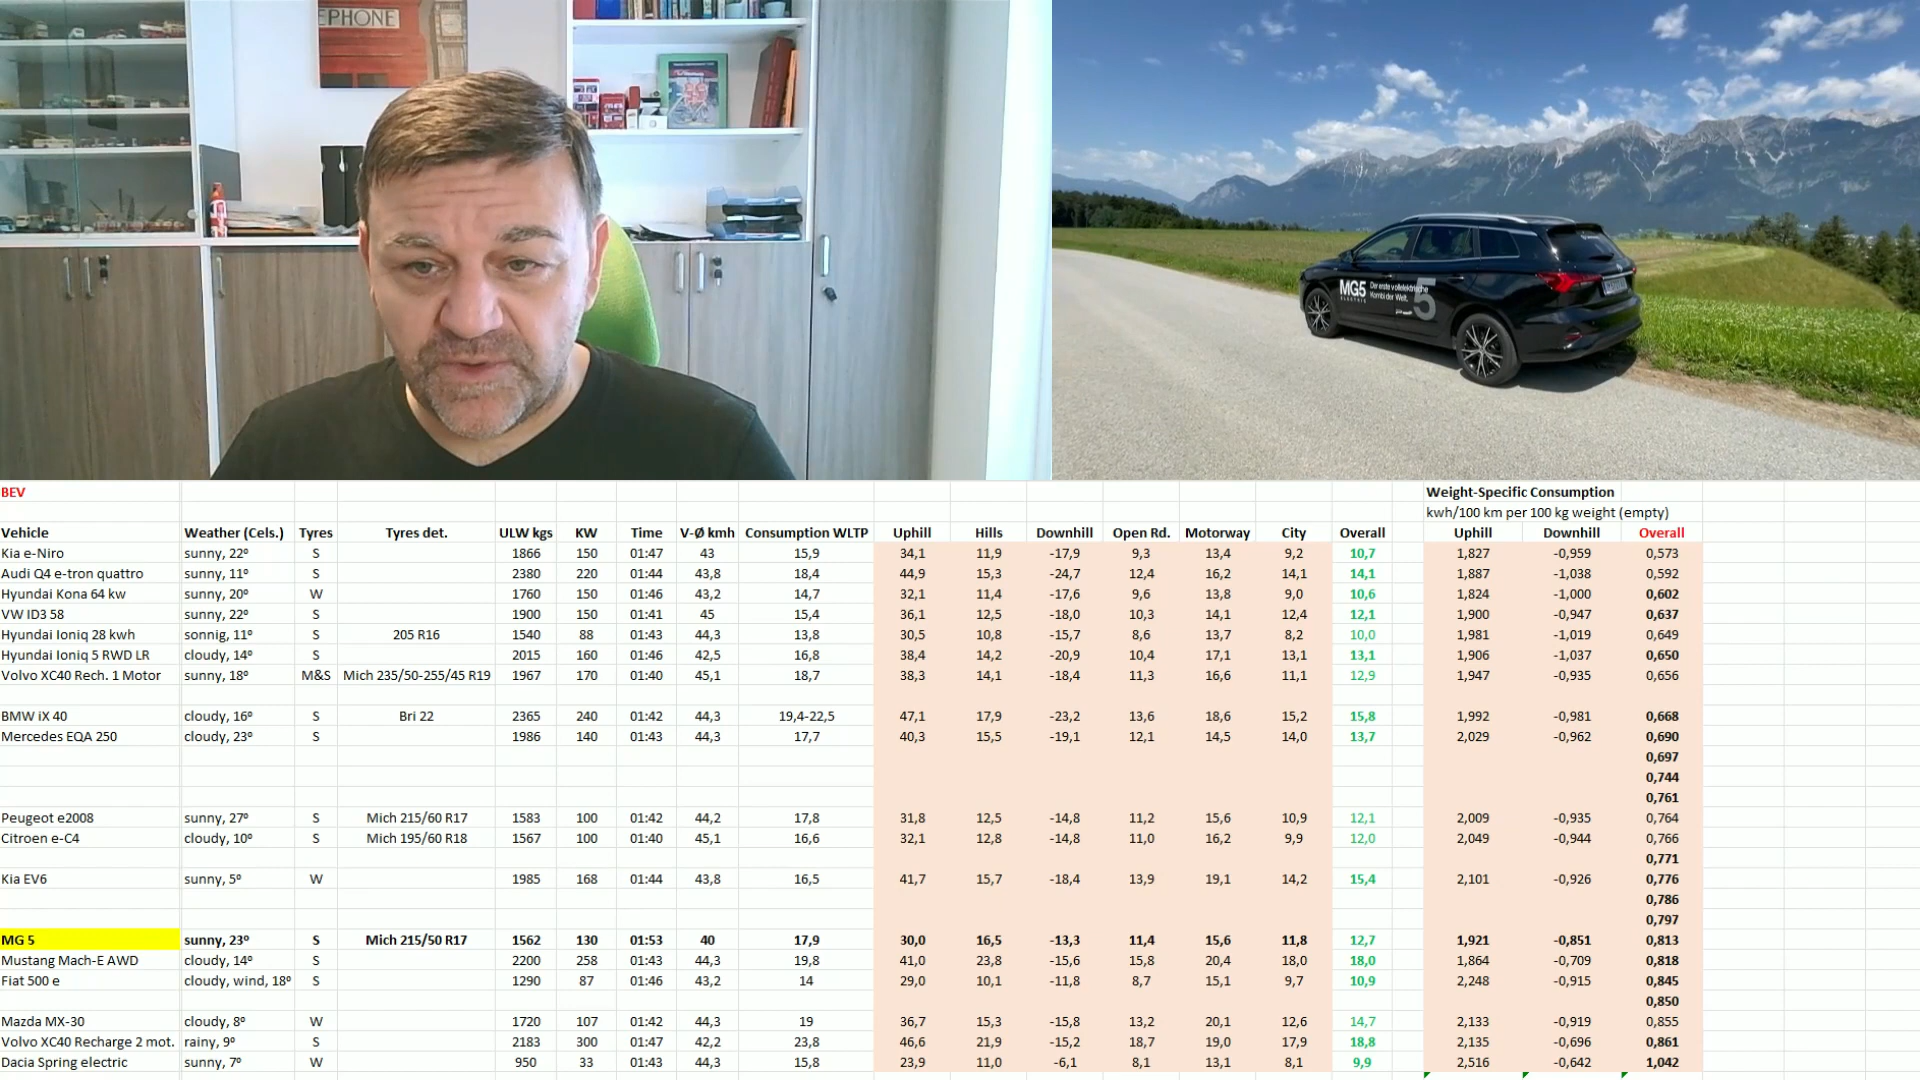 EPHONE
MG5 Der erste vollelektrische
ELECTRIC Kombi der Welt. 5
BEV Weight-Specific Consumption
kwh/100 km per 100 kg weight (empty)
Vehicle Weather (Cels.) Tyres Tyres det. ULW kgs KW Time V-Ø kmh Consumption WLTP Uphill Hills Downhill Open Rd. Motorway City Overall Uphill Downhill Overall
Kia e-Niro sunny, 22º S 1866 150 01:47 43 15,9 34,1 11,9 -17,9 9,3 13,4 9,2 10,7 1,827 -0,959 0,573
Audi Q4 e-tron quattro sunny, 11º S 2380 220 01:44 43,8 18,4 44,9 15,3 -24,7 12,4 16,2 14,1 14,1 1,887 -1,038 0,592
Hyundai Kona 64 kw sunny, 20º W 1760 150 01:46 43,2 14,7 32,1 11,4 -17,6 9,6 13,8 9,0 10,6 1,824 -1,000 0,602
VW ID3 58 sunny, 22º S 1900 150 01:41 45 15,4 36,1 12,5 -18,0 10,3 14,1 12,4 12,1 1,900 -0,947 0,637
Hyundai Ioniq 28 kwh sonnig, 11º S 205 R16 1540 88 01:43 44,3 13,8 30,5 10,8 -15,7 8,6 13,7 8,2 10,0 1,981 -1,019 0,649
Hyundai Ioniq 5 RWD LR cloudy, 14º S 2015 160 01:46 42,5 16,8 38,4 14,2 -20,9 10,4 17,1 13,1 13,1 1,906 -1,037 0,650
Volvo XC40 Rech. 1 Motor sunny, 18º M&S Mich 235/50-255/45 R19 1967 170 01:40 45,1 18,7 38,3 14,1 -18,4 11,3 16,6 11,1 12,9 1,947 -0,935 0,656
BMW iX 40 cloudy, 16º S Bri 22 2365 240 01:42 44,3 19,4-22,5 47,1 17,9 -23,2 13,6 18,6 15,2 15,8 1,992 -0,981 0,668
Mercedes EQA 250 cloudy, 23º S 1986 140 01:43 44,3 17,7 40,3 15,5 -19,1 12,1 14,5 14,0 13,7 2,029 -0,962 0,690
0,697
0,744
0,761
Peugeot e2008 sunny, 27º S Mich 215/60 R17 1583 100 01:42 44,2 17,8 31,8 12,5 -14,8 11,2 15,6 10,9 12,1 2,009 -0,935 0,764
Citroen e-C4 cloudy, 10º S Mich 195/60 R18 1567 100 01:40 45,1 16,6 32,1 12,8 -14,8 11,0 16,2 9,9 12,0 2,049 -0,944 0,766
0,771
Kia EV6 sunny, 5º W 1985 168 01:44 43,8 16,5 41,7 15,7 -18,4 13,9 19,1 14,2 15,4 2,101 -0,926 0,776
0,786
0,797
MG 5 sunny, 23º S Mich 215/50 R17 1562 130 01:53 40 17,9 30,0 16,5 -13,3 11,4 15,6 11,8 12,7 1,921 -0,851 0,813
Mustang Mach-E AWD cloudy, 14º S 2200 258 01:43 44,3 19,8 41,0 23,8 -15,6 15,8 20,4 18,0 18,0 1,864 -0,709 0,818
Fiat 500 e cloudy, wind, 18º S 1290 87 01:46 43,2 14 29,0 10,1 -11,8 8,7 15,1 9,7 10,9 2,248 -0,915 0,845
0,850
Mazda MX-30 cloudy, 8º W 1720 107 01:42 44,3 19 36,7 15,3 -15,8 13,2 20,1 12,6 14,7 2,133 -0,919 0,855
Volvo XC40 Recharge 2 mot. rainy, 9º S 2183 300 01:47 42,2 23,8 46,6 21,9 -15,2 18,7 19,0 17,9 18,8 2,135 -0,696 0,861
Dacia Spring electric sunny, 7º W 950 33 01:43 44,3 15,8 23,9 11,0 -6,1 8,1 13,1 8,1 9,9 2,516 -0,642 1,042